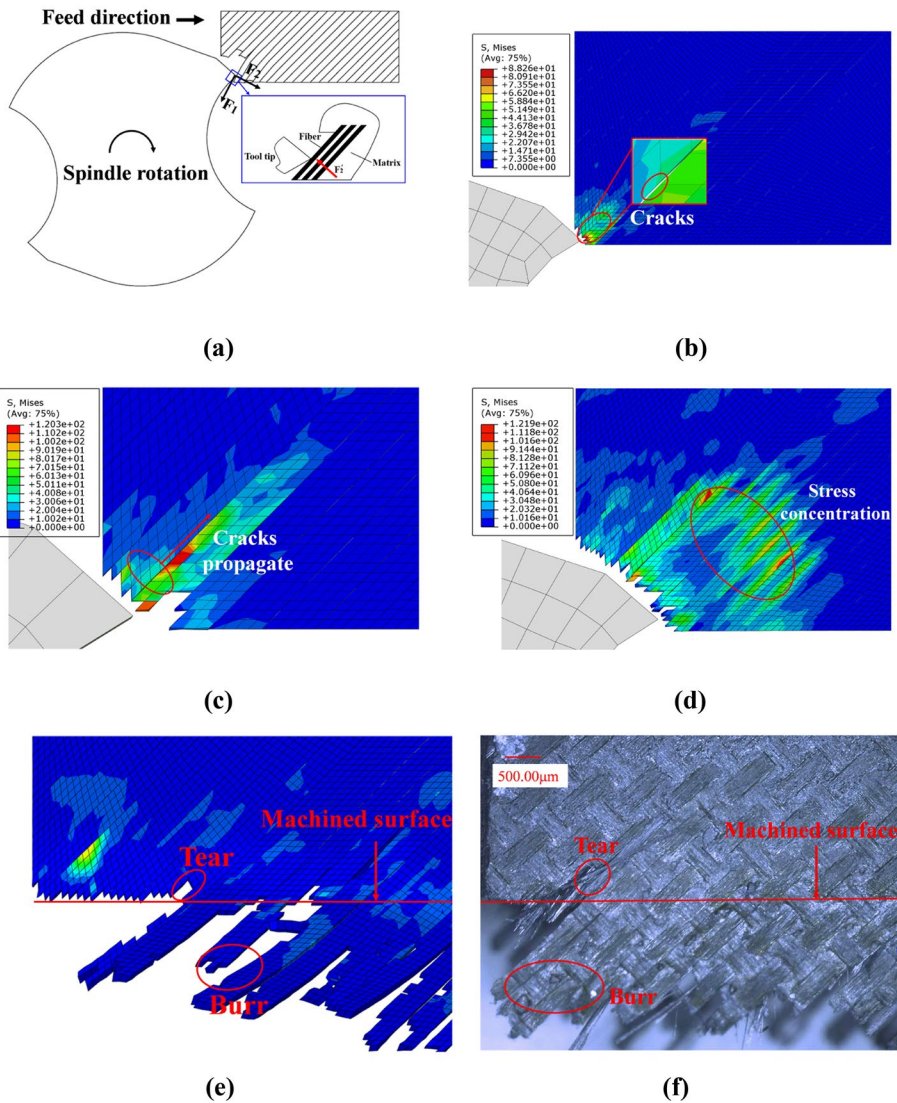 Feed direction
F2
F1
Fiber
Tool tip
Matrix
F1'
Spindle rotation
(a)
S, Mises
(Avg: 75%)
+8.826e+01
+8.091e+01
+7.355e+01
+6.620e+01
+5.884e+01
+5.149e+01
+4.413e+01
+3.678e+01
+2.942e+01
+2.207e+01
+1.471e+01
+7.355e+00
+0.000e+00
Cracks
(b)
S, Mises
(Avg: 75%)
+1.203e+02
+1.102e+02
+1.002e+02
+9.019e+01
+8.017e+01
+7.015e+01
+6.013e+01
+5.011e+01
+4.008e+01
+3.006e+01
+2.004e+01
+1.002e+01
+0.000e+00
Cracks
propagate
(c)
S, Mises
(Avg: 75%)
+1.219e+02
+1.118e+02
+1.016e+02
+9.144e+01
+8.128e+01
+7.112e+01
+6.096e+01
+5.080e+01
+4.064e+01
+3.048e+01
+2.032e+01
+1.016e+01
+0.000e+00
Stress
concentration
(d)
Machined surface
Tear
Burr
(e)
500.00μm
Machined surface
Tear
Burr
(f)